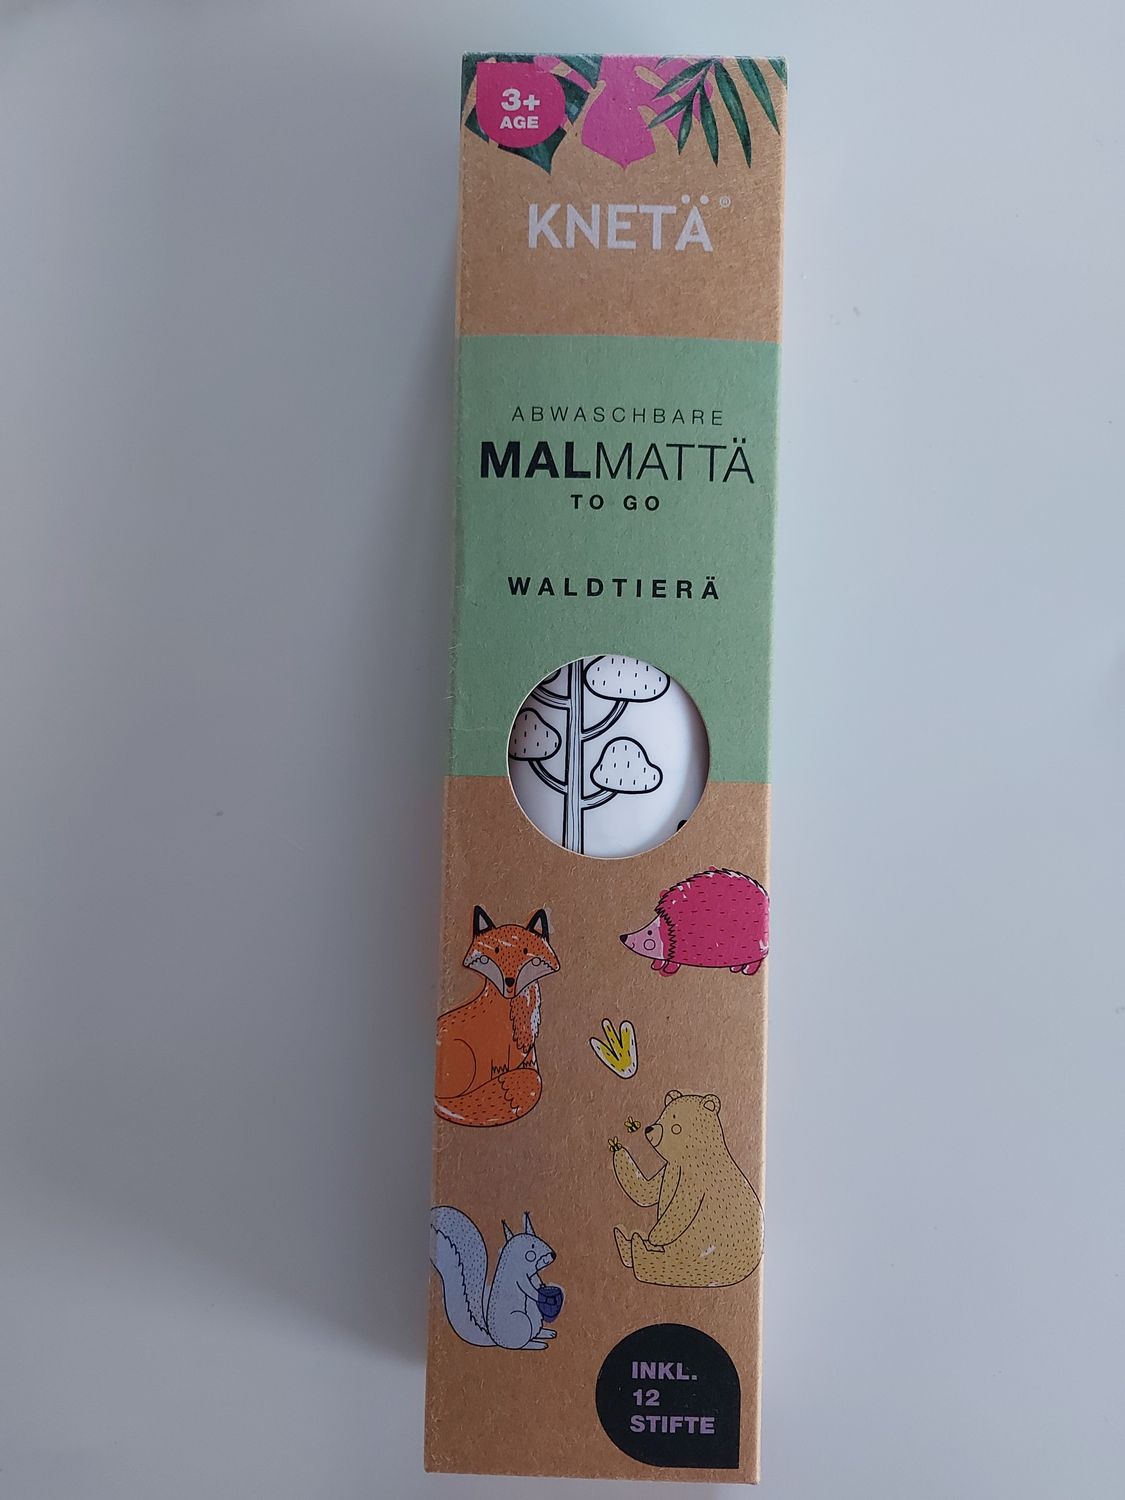 3+
AGE
KNETÄ®
ABWASCHBARE
MALMATTÄ
TO GO
WALDTIERÄ
INKL.
12
STIFTE